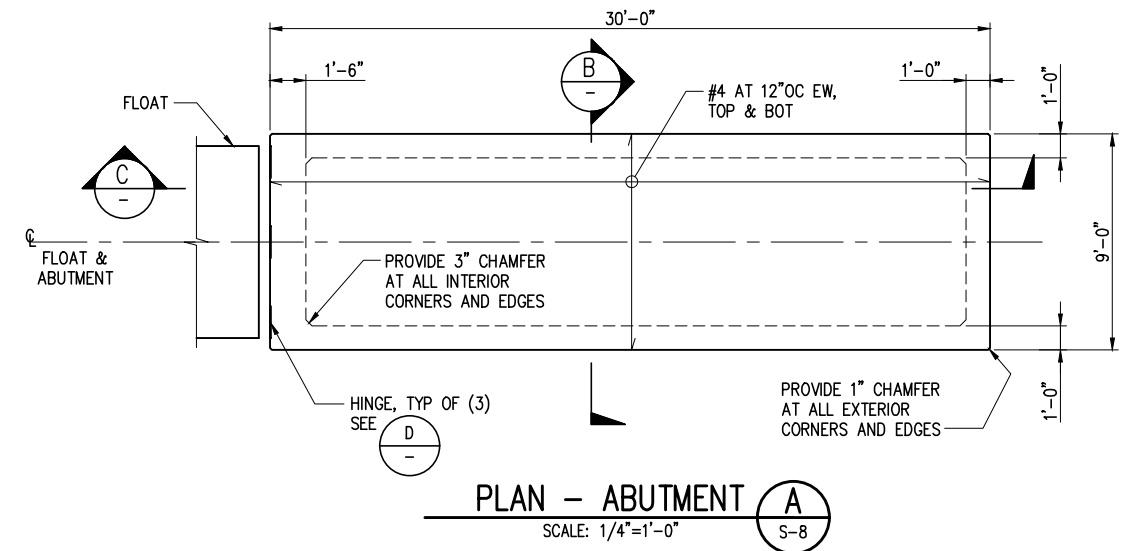 30'-0"
1'-6"
B
-
1'-0"
1'-0"
#4 AT 12"OC EW,
TOP & BOT
FLOAT
C
-
℄
FLOAT &
ABUTMENT
PROVIDE 3" CHAMFER
AT ALL INTERIOR
CORNERS AND EDGES
9'-0"
HINGE, TYP OF (3)
SEE
D
-
PROVIDE 1" CHAMFER
AT ALL EXTERIOR
CORNERS AND EDGES
1'-0"
PLAN - ABUTMENT
SCALE: 1/4"=1'-0"
A
S-8